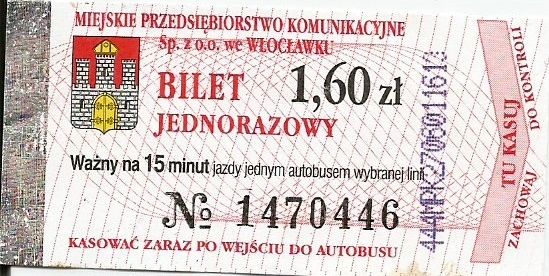 MIEJSKIE PRZEDSIĘBIORSTWO KOMUNIKACYJNE
Sp. z o.o. we WŁOCŁAWKU
BILET 1,60 zł
JEDNORAZOWY
Ważny na 15 minut jazdy jednym autobusem wybranej linii
№ 1470446
KASOWAĆ ZARAZ PO WEJŚCIU DO AUTOBUSU
TU KASUJ
ZACHOWAJ DO KONTROLI